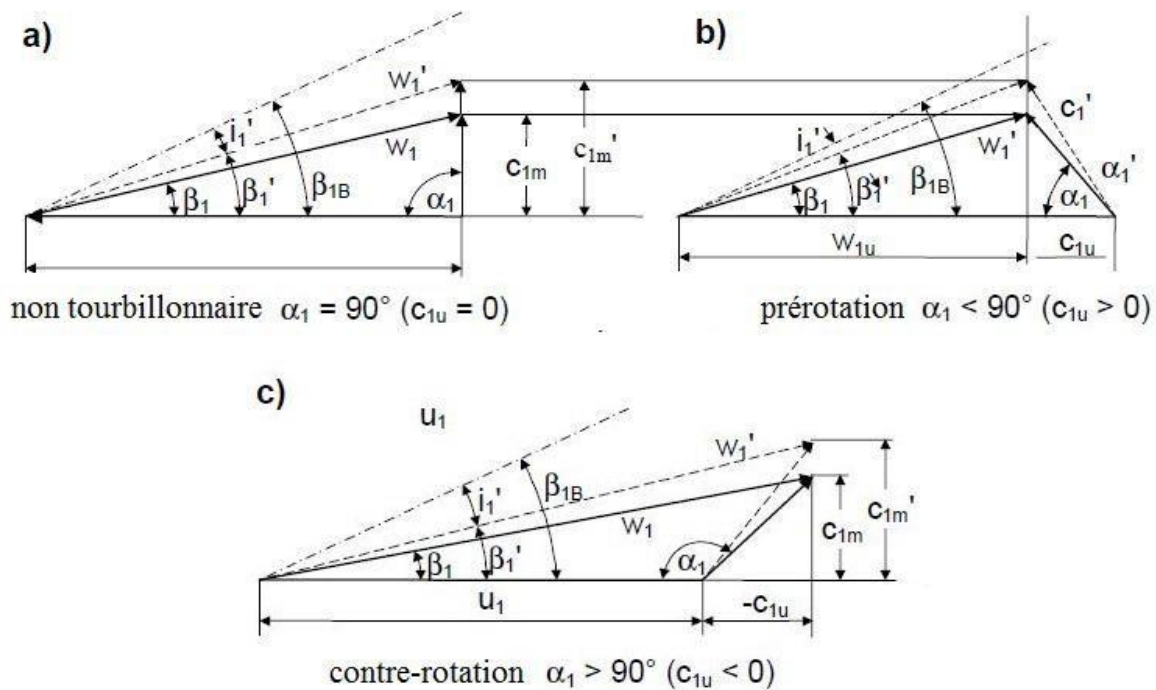 a)
W₁'
i₁'
W₁
β₁
β₁'
β₁B
α₁
c₁m
c₁m'
non tourbillonnaire α₁ = 90° (c₁u = 0)
b)
i₁'
W₁'
c₁'
β₁
β₁'
β₁B
α₁
α₁'
W₁u
c₁u
prérotation α₁ < 90° (c₁u > 0)
c)
u₁
W₁'
i₁'
β₁B
W₁
β₁
β₁'
α₁
c₁m
c₁m'
u₁
-c₁u
contre-rotation α₁ > 90° (c₁u < 0)